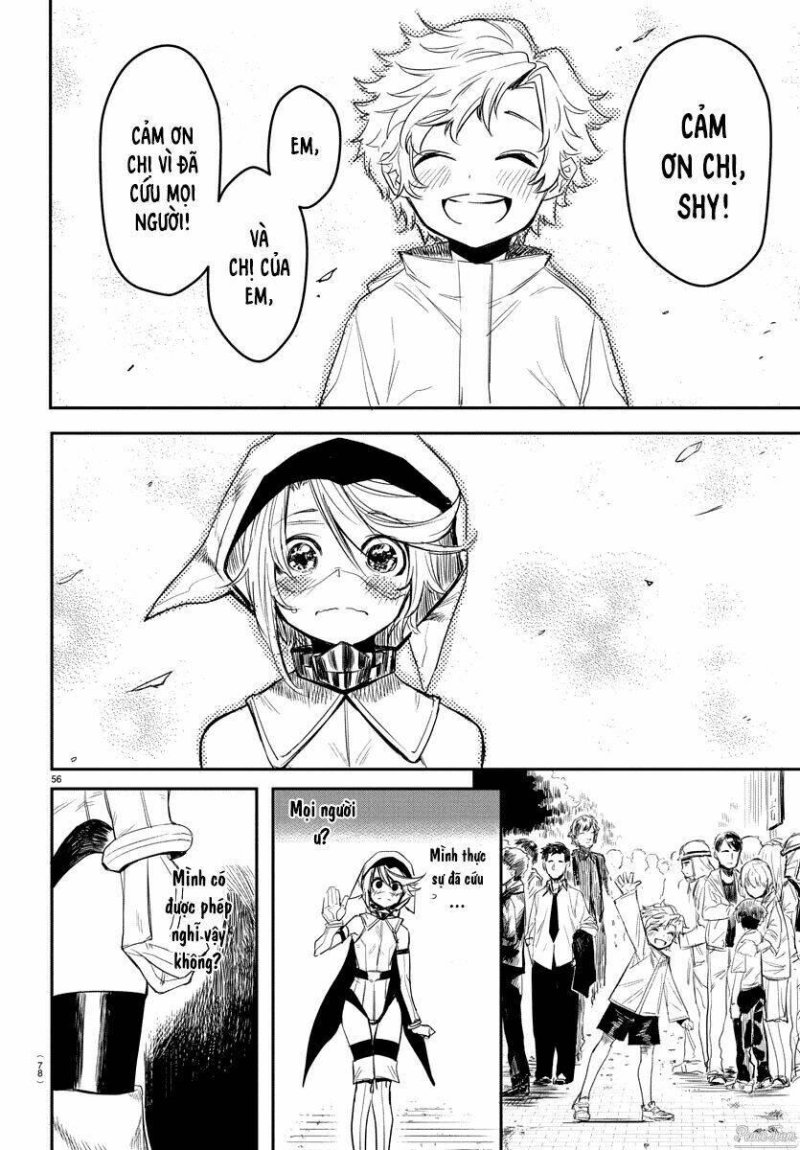 CẢM
ƠN CHỊ,
SHY!
EM,
VÀ
CHỊ CỦA
EM,
CẢM ƠN
CHỊ VÌ ĐÃ
CỨU MỌI
NGƯỜI!
56
Mình thực
sự đã cứu
...
Mọi người
ư?
Mình có
được phép
nghĩ vậy
không?
(78)